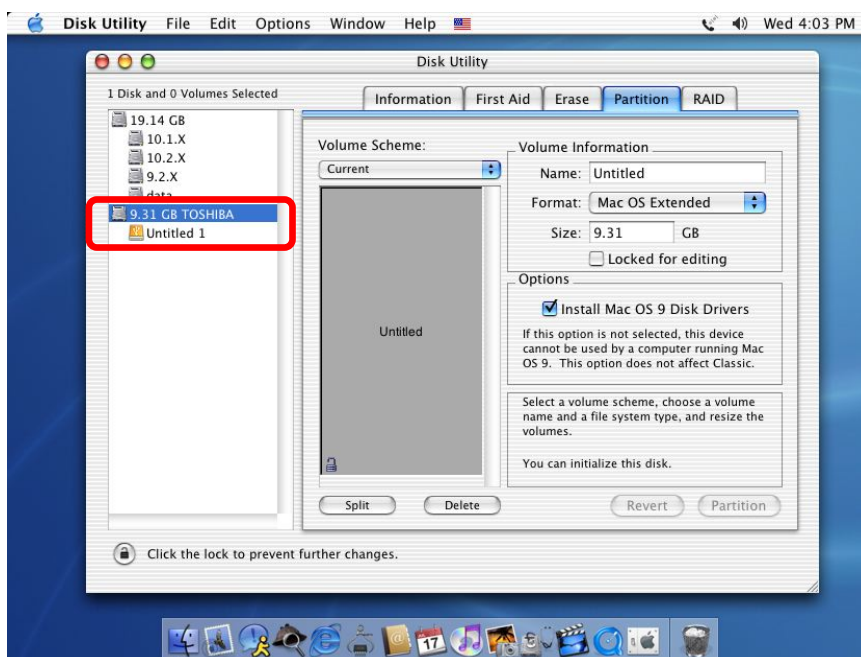 Disk Utility File Edit Options Window Help Wed 4:03 PM
Disk Utility
1 Disk and 0 Volumes Selected
19.14 GB
10.1.X
10.2.X
9.2.X
data
9.31 GB TOSHIBA
Untitled 1
Information First Aid Erase Partition RAID
Volume Scheme:
Current
Untitled
Split Delete
Volume Information
Name: Untitled
Format: Mac OS Extended
Size: 9.31 GB
Locked for editing
Options
Install Mac OS 9 Disk Drivers
If this option is not selected, this device
cannot be used by a computer running Mac
OS 9. This option does not affect Classic.
Select a volume scheme, choose a volume
name and a file system type, and resize the
volumes.
You can initialize this disk.
Revert Partition
Click the lock to prevent further changes.
17